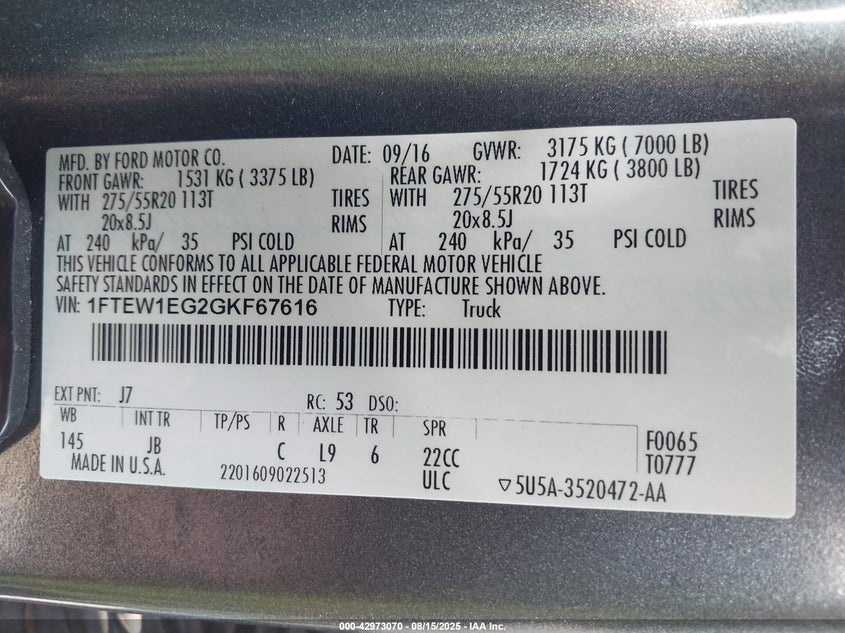 MFD. BY FORD MOTOR CO. DATE: 09/16 GVWR: 3175 KG ( 7000 LB)
FRONT GAWR: 1531 KG ( 3375 LB) REAR GAWR: 1724 KG ( 3800 LB)
WITH 275/55R20 113T TIRES WITH 275/55R20 113T TIRES
20x8.5J RIMS 20x8.5J RIMS
AT 240 kPa/ 35 PSI COLD AT 240 kPa/ 35 PSI COLD
THIS VEHICLE CONFORMS TO ALL APPLICABLE FEDERAL MOTOR VEHICLE
SAFETY STANDARDS IN EFFECT ON THE DATE OF MANUFACTURE SHOWN ABOVE.
VIN: 1FTEW1EG2GKF67616 TYPE: Truck
EXT PNT: J7 RC: 53 DSO:
WB INT TR TP/PS R AXLE TR SPR
145 JB C L9 6 22CC F0065
MADE IN U.S.A. 2201609022513 ULC T0777
▽5U5A-3520472-AA
000-42973070 - 08/15/2025 - IAA Inc.